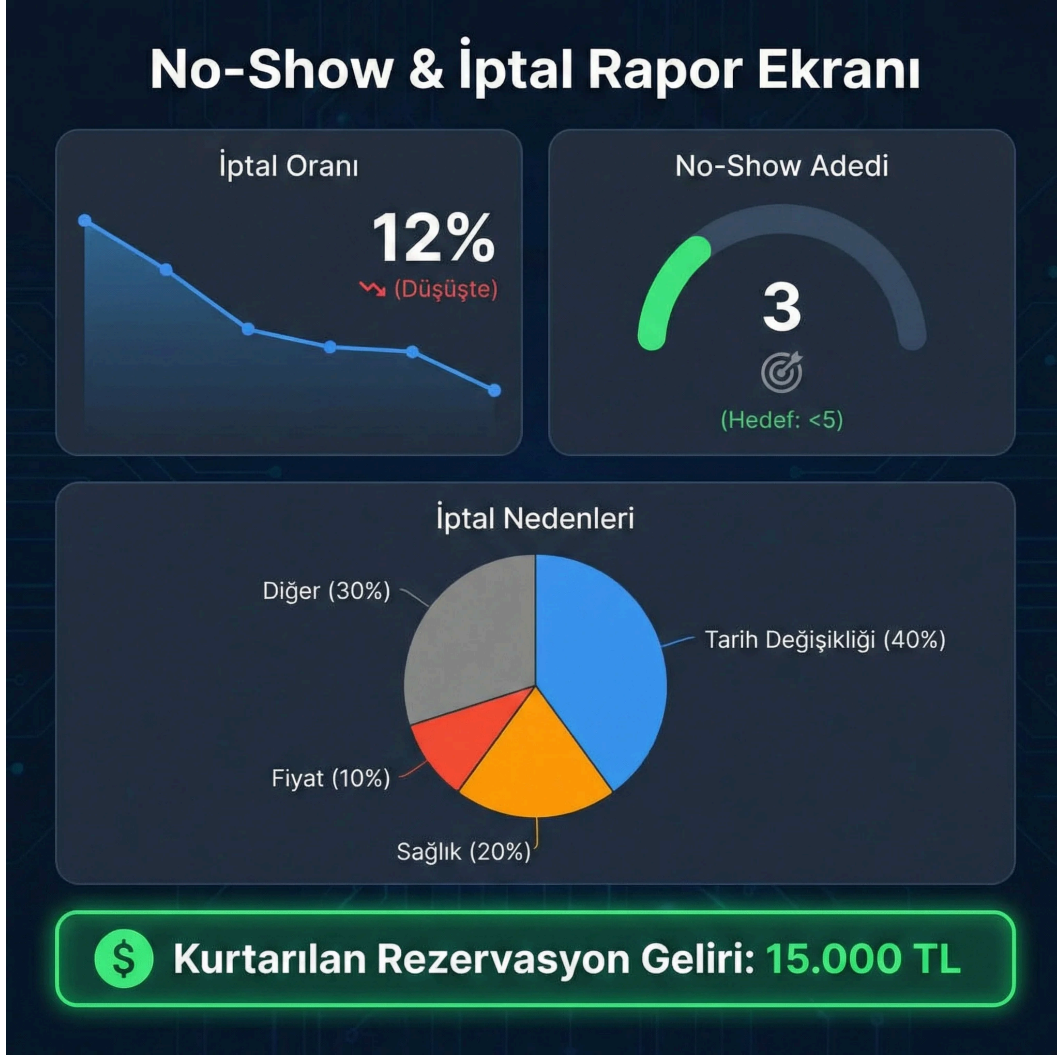 No-Show & İptal Rapor Ekranı
İptal Oranı
12%
(Düşüşte)
No-Show Adedi
3
(Hedef: <5)
İptal Nedenleri
Diğer (30%)
Tarih Değişikliği (40%)
Fiyat (10%)
Sağlık (20%)
$ Kurtarılan Rezervasyon Geliri: 15.000 TL